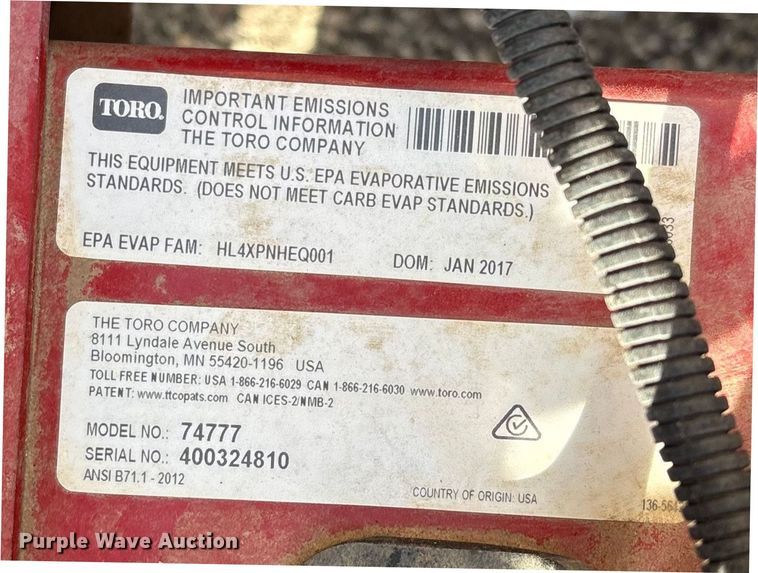 TORO.
IMPORTANT EMISSIONS
CONTROL INFORMATION
THE TORO COMPANY
THIS EQUIPMENT MEETS U.S. EPA EVAPORATIVE EMISSIONS
STANDARDS. (DOES NOT MEET CARB EVAP STANDARDS.)
EPA EVAP FAM: HL4XPNHEQ001 DOM: JAN 2017
THE TORO COMPANY
8111 Lyndale Avenue South
Bloomington, MN 55420-1196 USA
TOLL FREE NUMBER: USA 1-866-216-6029 CAN 1-866-216-6030 www.toro.com
PATENT: www.ttcopats.com CAN ICES-2/NMB-2
MODEL NO.: 74777
SERIAL NO.: 400324810
ANSI B71.1 - 2012
COUNTRY OF ORIGIN: USA
Purple Wave Auction